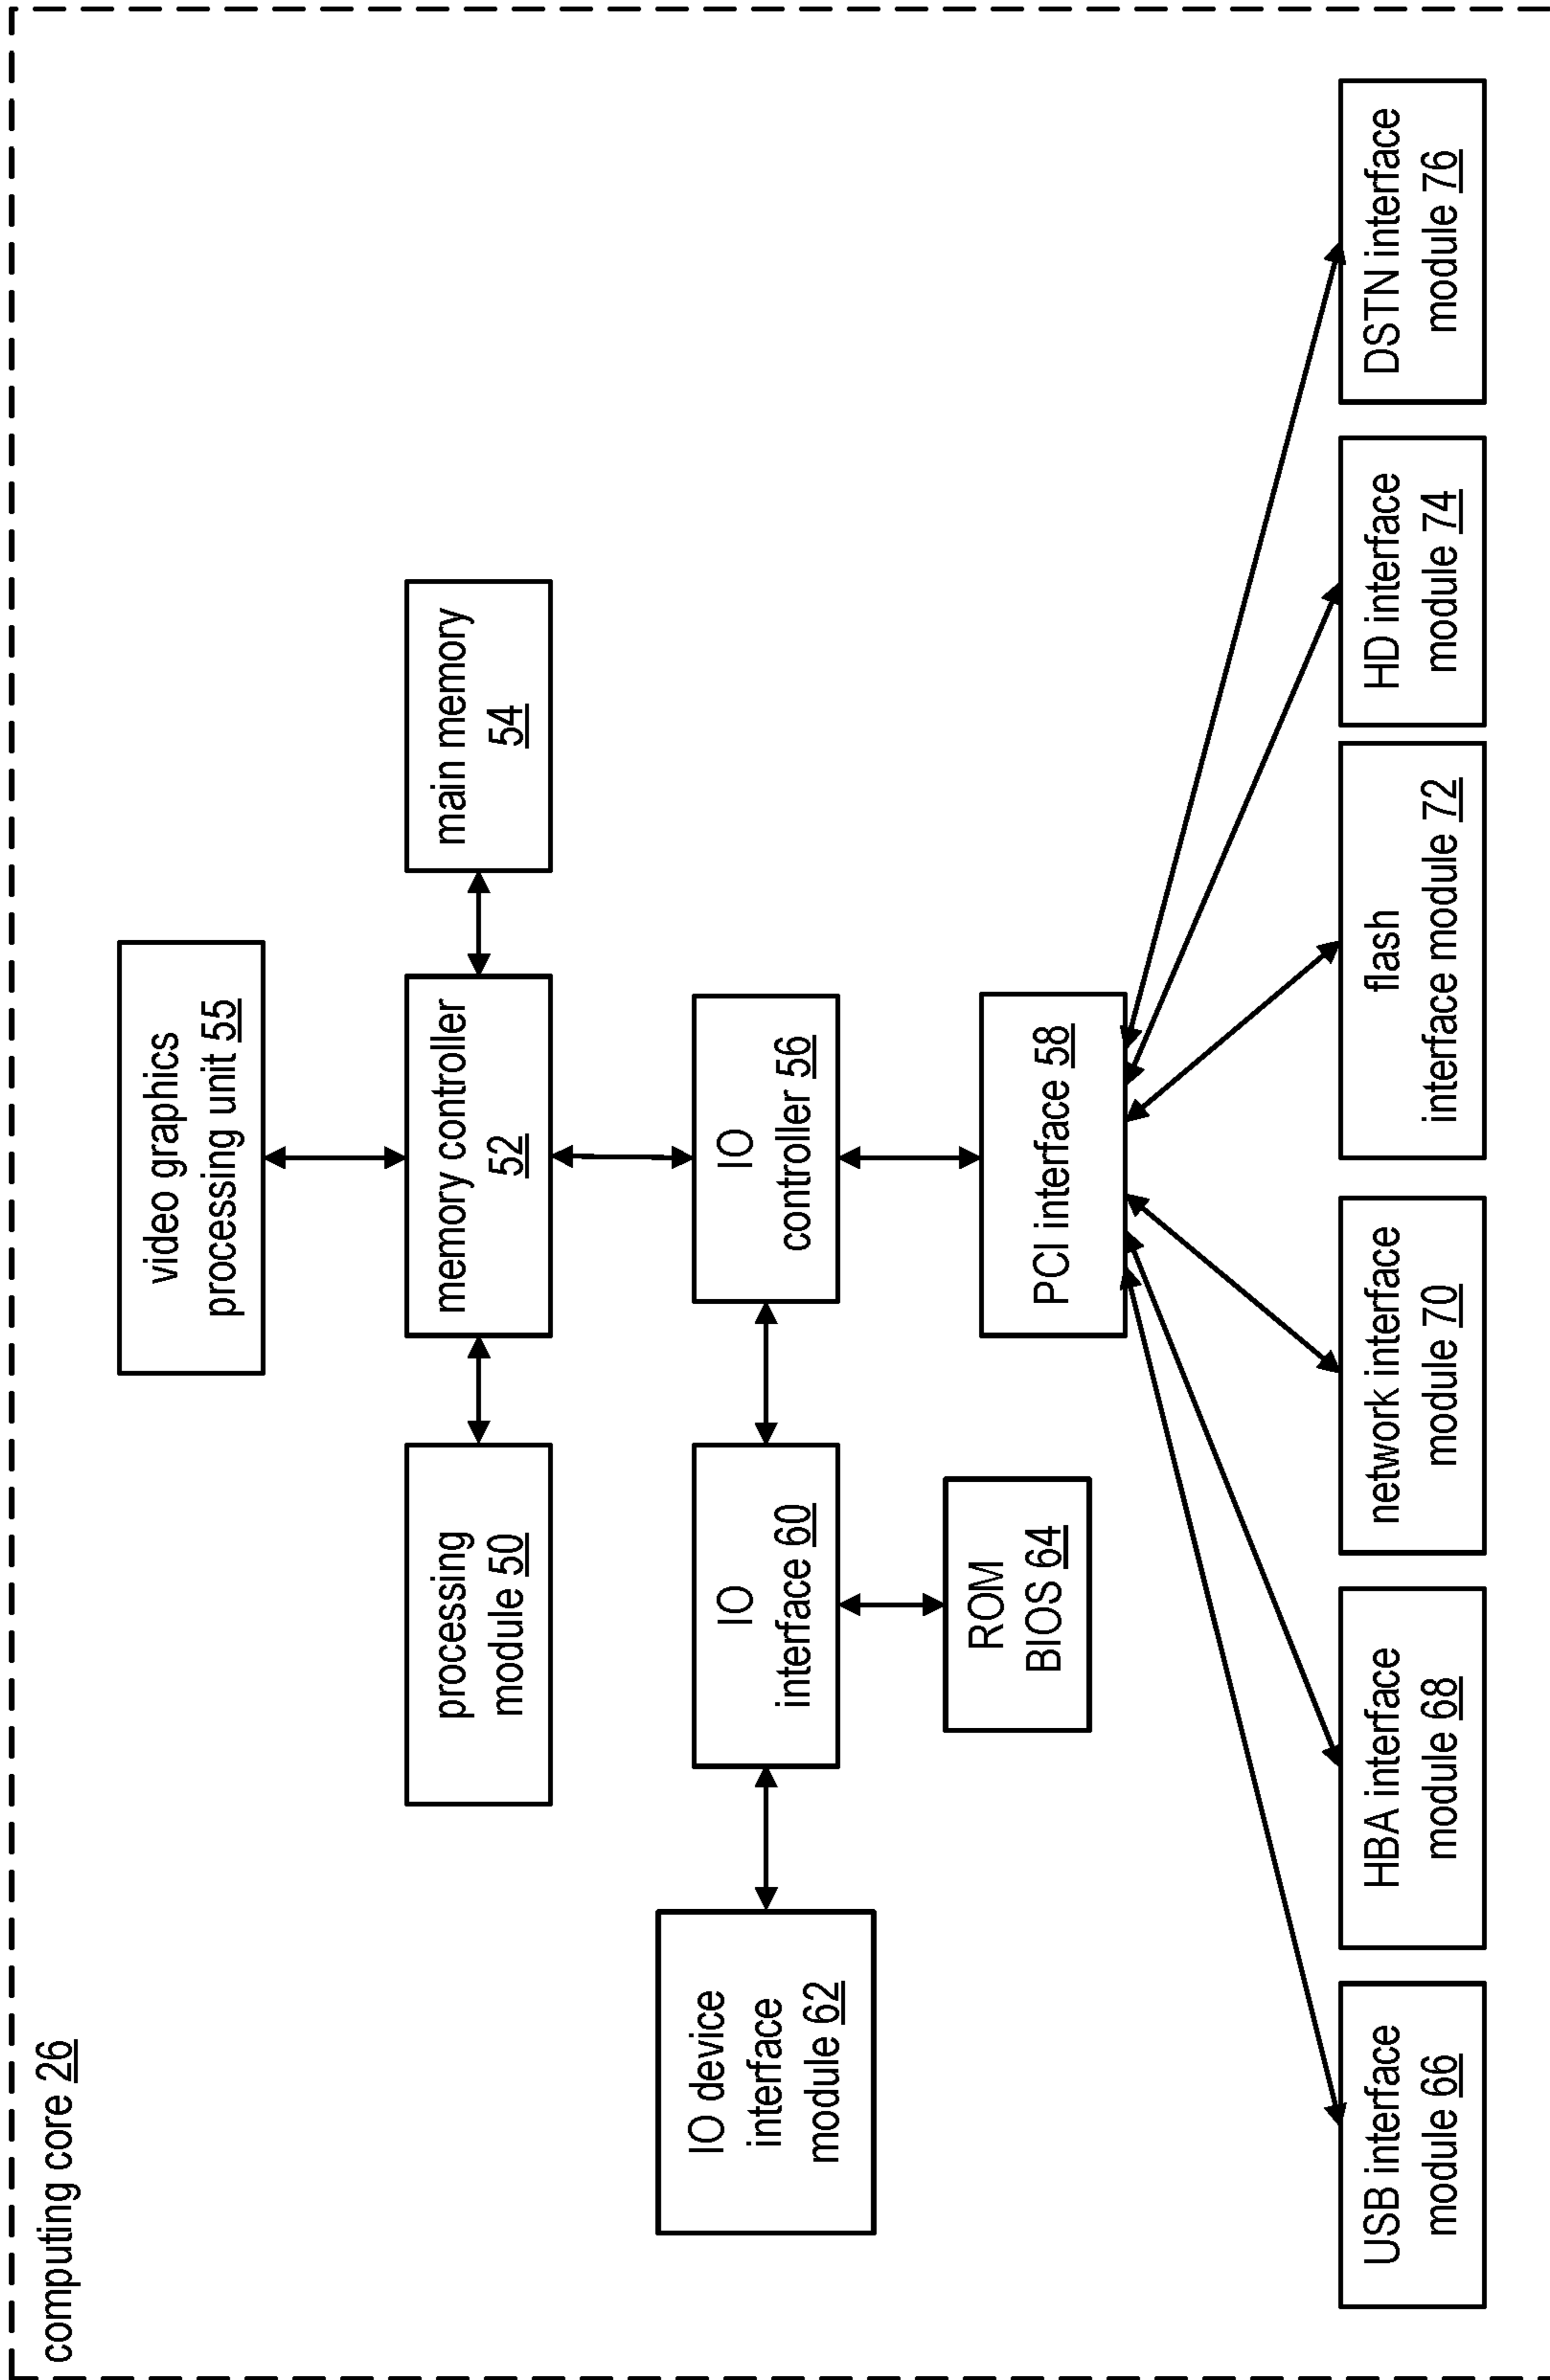 computing core 26
video graphics
processing unit 55
processing
module 50
memory controller
52
main memory
54
IO device
interface
module 62
IO
interface 60
IO
controller 56
ROM
BIOS 64
PCI interface 58
USB interface
module 66
HBA interface
module 68
network interface
module 70
flash
interface module 72
HD interface
module 74
DSTN interface
module 76